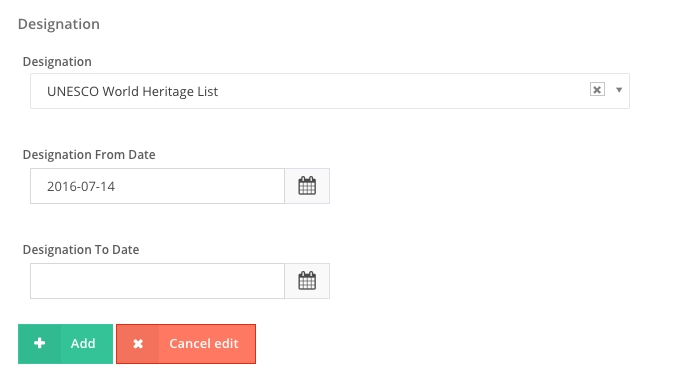 Designation
Designation
UNESCO World Heritage List
Designation From Date
2016-07-14
Designation To Date
Add
Cancel edit